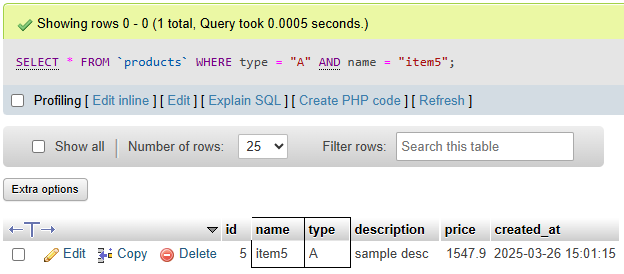 Showing rows 0 - 0 (1 total, Query took 0.0005 seconds.)
SELECT * FROM `products` WHERE type = "A" AND name = "item5";
Profiling [ Edit inline ] [ Edit ] [ Explain SQL ] [ Create PHP code ] [ Refresh ]
Show all Number of rows: 25 Filter rows: Search this table
Extra options
id name type description price created_at
Edit Copy Delete 5 item5 A sample desc 1547.9 2025-03-26 15:01:15